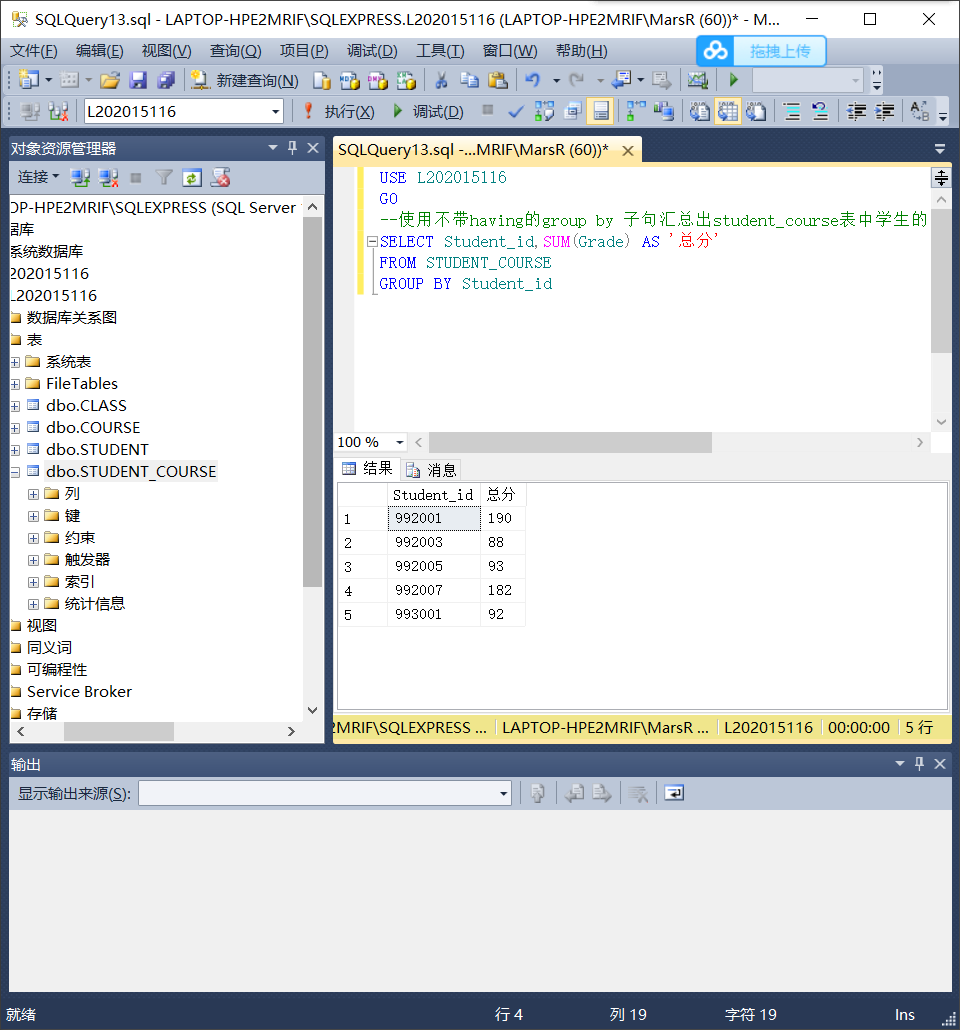 SQLQuery13.sql - LAPTOP-HPE2MRIF\SQLEXPRESS.L202015116 (LAPTOP-HPE2MRIF\MarsR (60))* - M...
文件(F) 编辑(E) 视图(V) 查询(Q) 项目(P) 调试(D) 工具(T) 窗口(W) 帮助(H)
拖拽上传
新建查询(N)
L202015116 执行(X) 调试(D)
对象资源管理器
连接
OP-HPE2MRIF\SQLEXPRESS (SQL Server
据库
系统数据库
202015116
L202015116
数据库关系图
表
系统表
FileTables
dbo.CLASS
dbo.COURSE
dbo.STUDENT
dbo.STUDENT_COURSE
列
键
约束
触发器
索引
统计信息
视图
同义词
可编程性
Service Broker
存储
SQLQuery13.sql -...MRIF\MarsR (60))*
USE L202015116
GO
--使用不带having的group by 子句汇总出student_course表中学生的
SELECT Student_id,SUM(Grade) AS '总分'
FROM STUDENT_COURSE
GROUP BY Student_id
100 %
结果 消息
Student_id 总分
1 992001 190
2 992003 88
3 992005 93
4 992007 182
5 993001 92
2MRIF\SQLEXPRESS ... LAPTOP-HPE2MRIF\MarsR ... L202015116 00:00:00 5 行
输出
显示输出来源(S):
就绪 行 4 列 19 字符 19 Ins